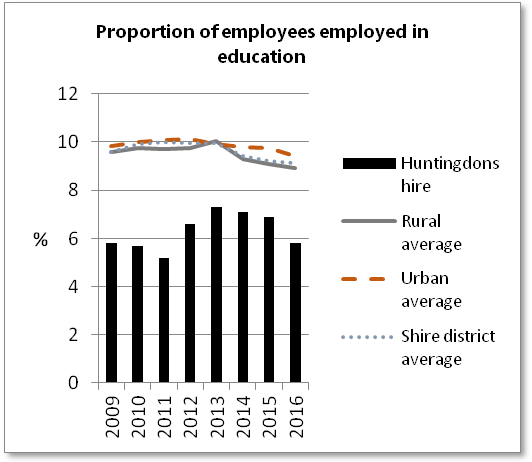 Proportion of employees employed in
education
12
10
8
6
4
2
0
%
2009
2010
2011
2012
2013
2014
2015
2016
Huntingdons
hire
Rural
average
Urban
average
Shire district
average